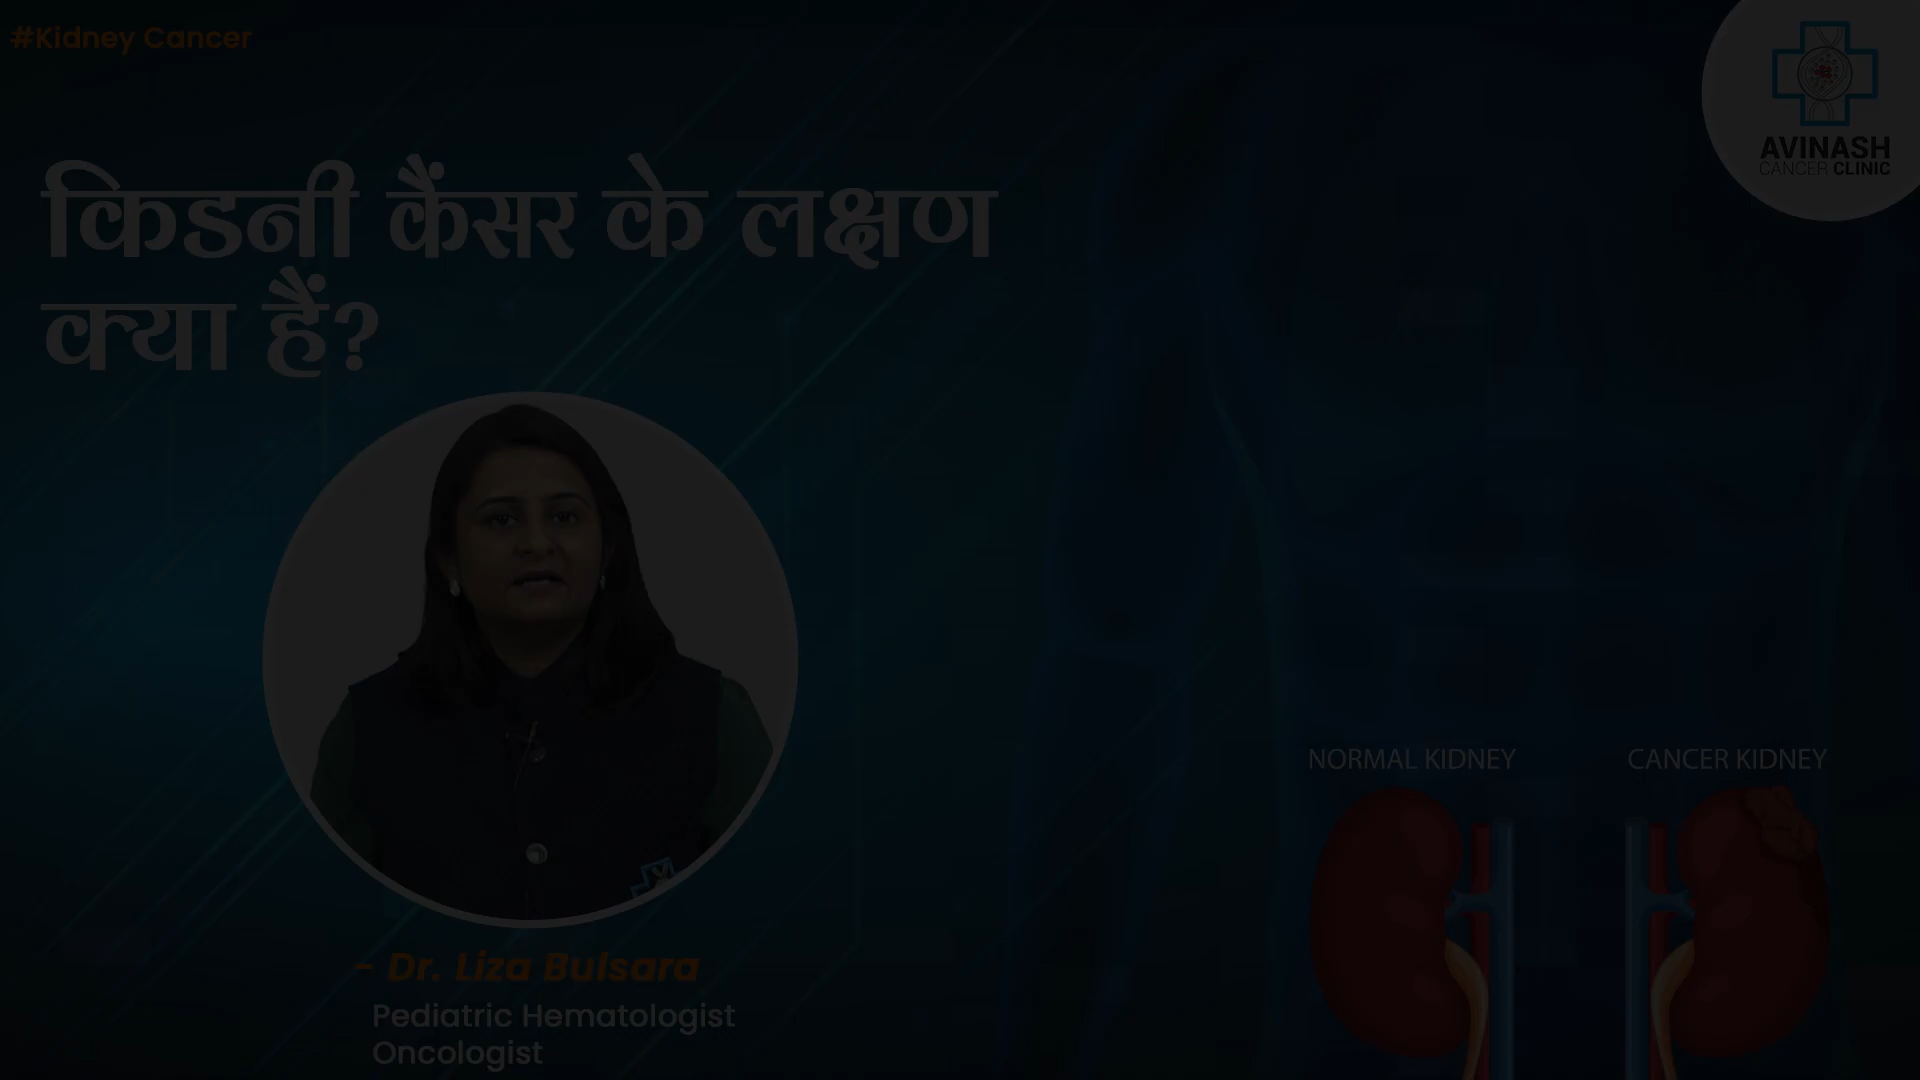 #Kidney Cancer
AVINASH
CANCER CLINIC
किडनी कैंसर के लक्षण
क्या हैं?
NORMAL KIDNEY
CANCER KIDNEY
- Dr. Liza Bulsara
Pediatric Hematologist
Oncologist